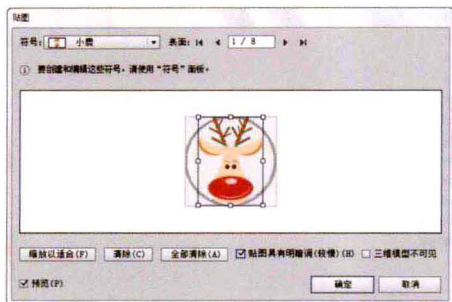 贴图
符号: 小鹿 表面: 1 / 8
要创建和编辑这些符号，请使用“符号”面板。
缩放以适合(F) 清除(C) 全部清除(A) 贴图具有明暗调(较慢)(H) 三维模型不可见
预览(P) 确定 取消